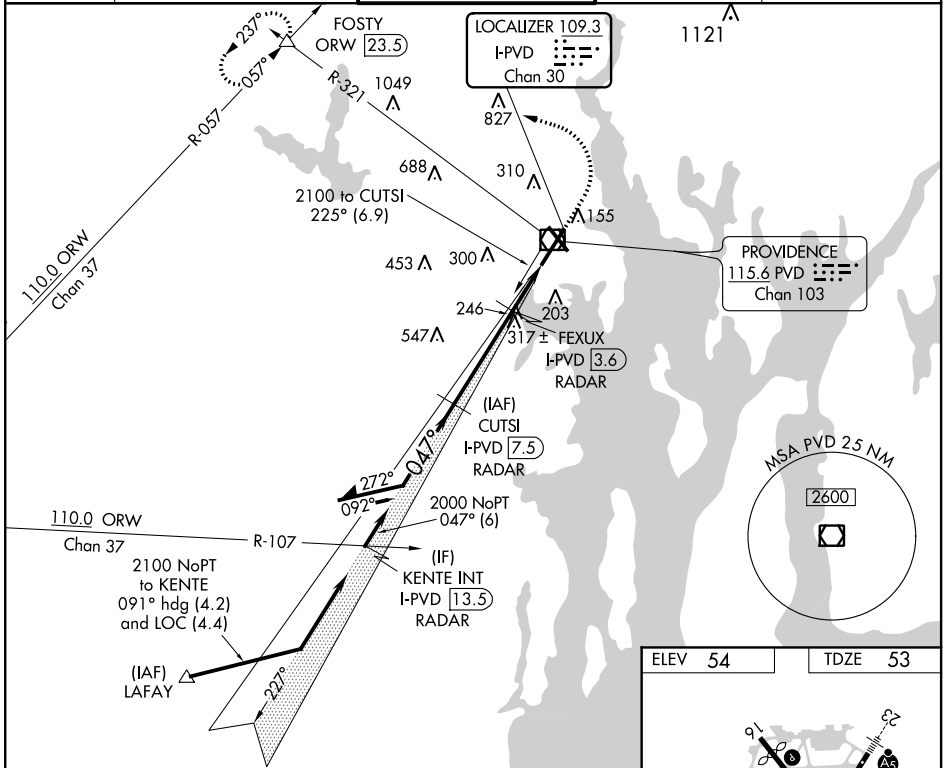 237°
FOSTY
ORW 23.5
057°
R-057
R-321
1049
LOCALIZER 109.3
I-PVD
Chan 30
1121
827
688
310
155
2100 to CUTSI
225° (6.9)
110.0 ORW
Chan 37
453
300
PROVIDENCE
115.6 PVD
Chan 103
246
203
547
317 ±
FEXUX
I-PVD 3.6
RADAR
(IAF)
CUTSI
I-PVD 7.5
RADAR
047°
272°
092°
2000 NoPT
047° (6)
110.0 ORW
Chan 37
R-107
(IF)
KENTE INT
I-PVD 13.5
RADAR
2100 NoPT
to KENTE
091° hdg (4.2)
and LOC (4.4)
(IAF)
LAFAY
227°
MSA PVD 25 NM
2600
ELEV 54
TDZE 53
16
23
A5